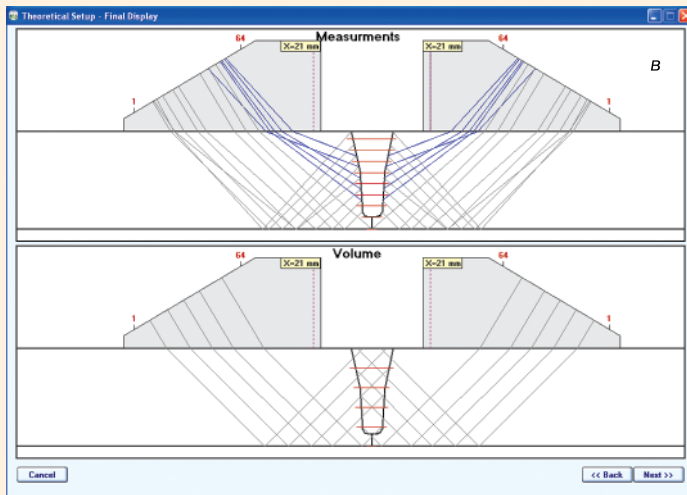 Theoretical Setup - Final Display
Measurments
B
64
X=21 mm
X=21 mm
64
1
1
Volume
64
X=21 mm
X=21 mm
64
1
1
Cancel
<< Back
Next >>